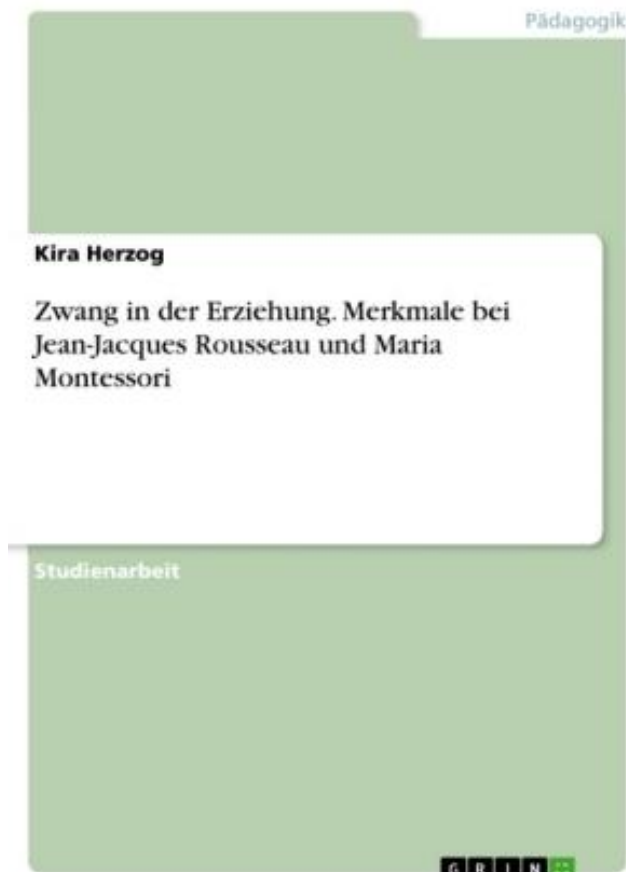 Pädagogik
Kira Herzog
Zwang in der Erziehung. Merkmale bei
Jean-Jacques Rousseau und Maria
Montessori
Studienarbeit
GRIN